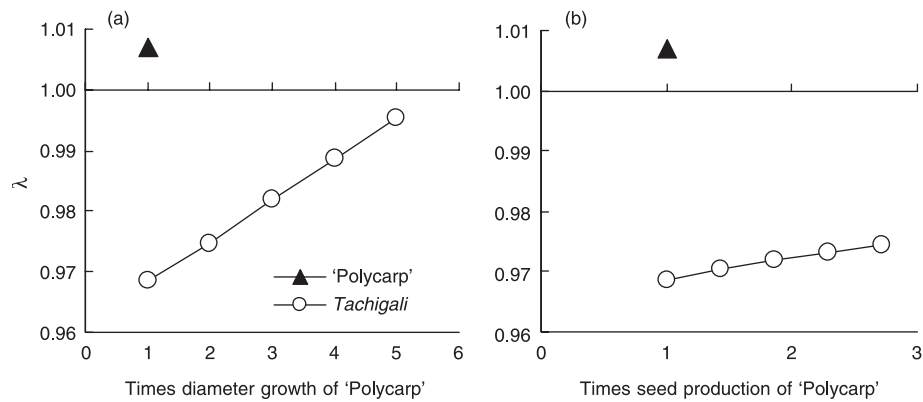 (a)
1.01
1.00
0.99
0.98
0.97
0.96
λ
0 1 2 3 4 5 6
Times diameter growth of 'Polycarp'
'Polycarp'
Tachigali
(b)
1.01
1.00
0.99
0.98
0.97
0.96
0 1 2 3
Times seed production of 'Polycarp'